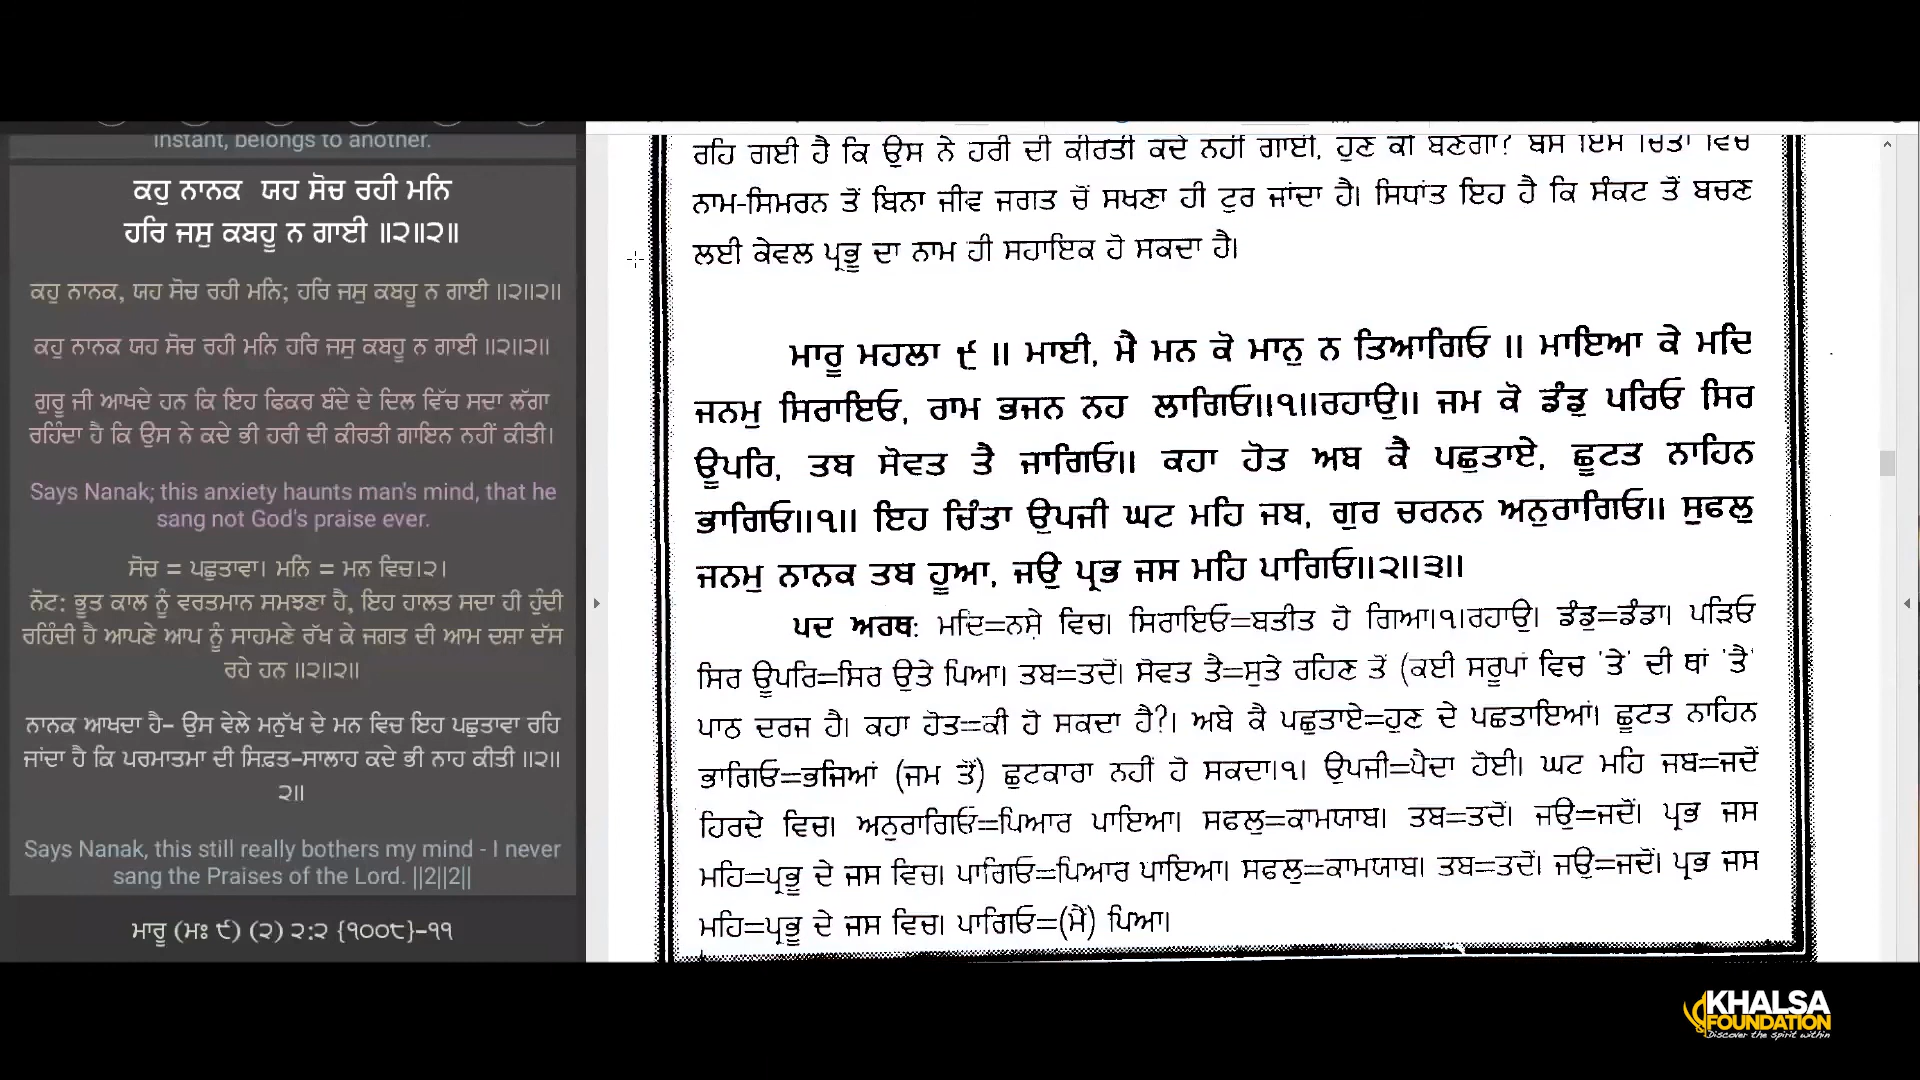 instant, belongs to another.
ਕਹੁ ਨਾਨਕ ਯਹ ਸੋਚ ਰਹੀ ਮਨਿ
ਹਰਿ ਜਸੁ ਕਬਹੂ ਨ ਗਾਈ ॥੨॥੨॥
ਕਹੁ ਨਾਨਕ, ਯਹ ਸੋਚ ਰਹੀ ਮਨਿ; ਹਰਿ ਜਸੁ ਕਬਹੂ ਨ ਗਾਈ ॥੨॥੨॥
ਕਹੁ ਨਾਨਕ ਯਹ ਸੋਚ ਰਹੀ ਮਨਿ ਹਰਿ ਜਸੁ ਕਬਹੂ ਨ ਗਾਈ ॥੨॥੨॥
ਗੁਰੂ ਜੀ ਆਖਦੇ ਹਨ ਕਿ ਇਹ ਫਿਕਰ ਬੰਦੇ ਦੇ ਦਿਲ ਵਿੱਚ ਸਦਾ ਲੱਗਾ
ਰਹਿੰਦਾ ਹੈ ਕਿ ਉਸ ਨੇ ਕਦੇ ਭੀ ਹਰੀ ਦੀ ਕੀਰਤੀ ਗਾਇਨ ਨਹੀਂ ਕੀਤੀ।
Says Nanak; this anxiety haunts man's mind, that he
sang not God's praise ever.
ਸੋਚ = ਪਛੁਤਾਵਾ। ਮਨਿ = ਮਨ ਵਿਚ।੨।
ਨੋਟ: ਭੂਤ ਕਾਲ ਨੂੰ ਵਰਤਮਾਨ ਸਮਝਣਾ ਹੈ, ਇਹ ਹਾਲਤ ਸਦਾ ਹੀ ਹੁੰਦੀ
ਰਹਿੰਦੀ ਹੈ ਆਪਣੇ ਆਪ ਨੂੰ ਸਾਹਮਣੇ ਰੱਖ ਕੇ ਜਗਤ ਦੀ ਆਮ ਦਸ਼ਾ ਦੱਸ
ਰਹੇ ਹਨ ॥੨॥੨॥
ਨਾਨਕ ਆਖਦਾ ਹੈ- ਉਸ ਵੇਲੇ ਮਨੁੱਖ ਦੇ ਮਨ ਵਿਚ ਇਹ ਪਛੁਤਾਵਾ ਰਹਿ
ਜਾਂਦਾ ਹੈ ਕਿ ਪਰਮਾਤਮਾ ਦੀ ਸਿਫ਼ਤ-ਸਾਲਾਹ ਕਦੇ ਭੀ ਨਾਹ ਕੀਤੀ ॥੨॥
੨॥
Says Nanak, this still really bothers my mind - I never
sang the Praises of the Lord. ||2||2||
ਮਾਰੂ (ਮਃ ੯) (੨) ੨:੨ {੧੦੦੮}-੧੧
ਰਹਿ ਗਈ ਹੈ ਕਿ ਉਸ ਨੇ ਹਰੀ ਦੀ ਕੀਰਤੀ ਕਦੇ ਨਹੀਂ ਗਾਈ, ਹੁਣ ਕੀ ਬਣੇਗਾ? ਬਸ ਇਸ ਚਿੰਤਾ ਵਿਚ
ਨਾਮ-ਸਿਮਰਨ ਤੋਂ ਬਿਨਾ ਜੀਵ ਜਗਤ ਚੋਂ ਸਖਣਾ ਹੀ ਟੁਰ ਜਾਂਦਾ ਹੈ। ਸਿਧਾਂਤ ਇਹ ਹੈ ਕਿ ਸੰਕਟ ਤੋਂ ਬਚਣ
ਲਈ ਕੇਵਲ ਪ੍ਰਭੂ ਦਾ ਨਾਮ ਹੀ ਸਹਾਇਕ ਹੋ ਸਕਦਾ ਹੈ।
ਮਾਰੂ ਮਹਲਾ ੯ ॥ ਮਾਈ, ਮੈ ਮਨ ਕੋ ਮਾਨੁ ਨ ਤਿਆਗਿਓ ॥ ਮਾਇਆ ਕੇ ਮਦਿ
ਜਨਮੁ ਸਿਰਾਇਓ, ਰਾਮ ਭਜਨ ਨਹ ਲਾਗਿਓ॥੧॥ਰਹਾਉ॥ ਜਮ ਕੋ ਡੰਡੁ ਪਰਿਓ ਸਿਰ
ਊਪਰਿ, ਤਬ ਸੋਵਤ ਤੈ ਜਾਗਿਓ॥ ਕਹਾ ਹੋਤ ਅਬ ਕੈ ਪਛੁਤਾਏ, ਛੂਟਤ ਨਾਹਿਨ
ਭਾਗਿਓ॥੧॥ ਇਹ ਚਿੰਤਾ ਉਪਜੀ ਘਟ ਮਹਿ ਜਬ, ਗੁਰ ਚਰਨਨ ਅਨੁਰਾਗਿਓ॥ ਸੁਫਲੁ
ਜਨਮੁ ਨਾਨਕ ਤਬ ਹੂਆ, ਜਉ ਪ੍ਰਭ ਜਸ ਮਹਿ ਪਾਗਿਓ॥੨॥੩॥
ਪਦ ਅਰਥ: ਮਦਿ=ਨਸ਼ੇ ਵਿਚ। ਸਿਰਾਇਓ=ਬਤੀਤ ਹੋ ਗਿਆ।੧।ਰਹਾਉ। ਡੰਡੁ=ਡੰਡਾ। ਪੜਿਓ
ਸਿਰ ਊਪਰਿ=ਸਿਰ ਉਤੇ ਪਿਆ। ਤਬ=ਤਦੋਂ। ਸੋਵਤ ਤੈ=ਸੁਤੇ ਰਹਿਣ ਤੋਂ (ਕਈ ਸਰੂਪਾਂ ਵਿਚ 'ਤੇ' ਦੀ ਥਾਂ 'ਤੈ'
ਪਾਠ ਦਰਜ ਹੈ। ਕਹਾ ਹੋਤ=ਕੀ ਹੋ ਸਕਦਾ ਹੈ?। ਅਬੇ ਕੈ ਪਛੁਤਾਏ=ਹੁਣ ਦੇ ਪਛਤਾਇਆਂ। ਛੂਟਤ ਨਾਹਿਨ
ਭਾਗਿਓ=ਭਜਿਆਂ (ਜਮ ਤੋਂ) ਛੁਟਕਾਰਾ ਨਹੀਂ ਹੋ ਸਕਦਾ।੧। ਉਪਜੀ=ਪੈਦਾ ਹੋਈ। ਘਟ ਮਹਿ ਜਬ=ਜਦੋਂ
ਹਿਰਦੇ ਵਿਚ। ਅਨੁਰਾਗਿਓ=ਪਿਆਰ ਪਾਇਆ। ਸਫਲੁ=ਕਾਮਯਾਬ। ਤਬ=ਤਦੋਂ। ਜਉ=ਜਦੋਂ। ਪ੍ਰਭ ਜਸ
ਮਹਿ=ਪ੍ਰਭੂ ਦੇ ਜਸ ਵਿਚ। ਪਾਗਿਓ=ਪਿਆਰ ਪਾਇਆ। ਸਫਲੁ=ਕਾਮਯਾਬ। ਤਬ=ਤਦੋਂ। ਜਉ=ਜਦੋਂ। ਪ੍ਰਭ ਜਸ
ਮਹਿ=ਪ੍ਰਭੂ ਦੇ ਜਸ ਵਿਚ। ਪਾਗਿਓ=(ਮੈਂ) ਪਿਆ।
KHALSA
FOUNDATION
Discover the spirit within